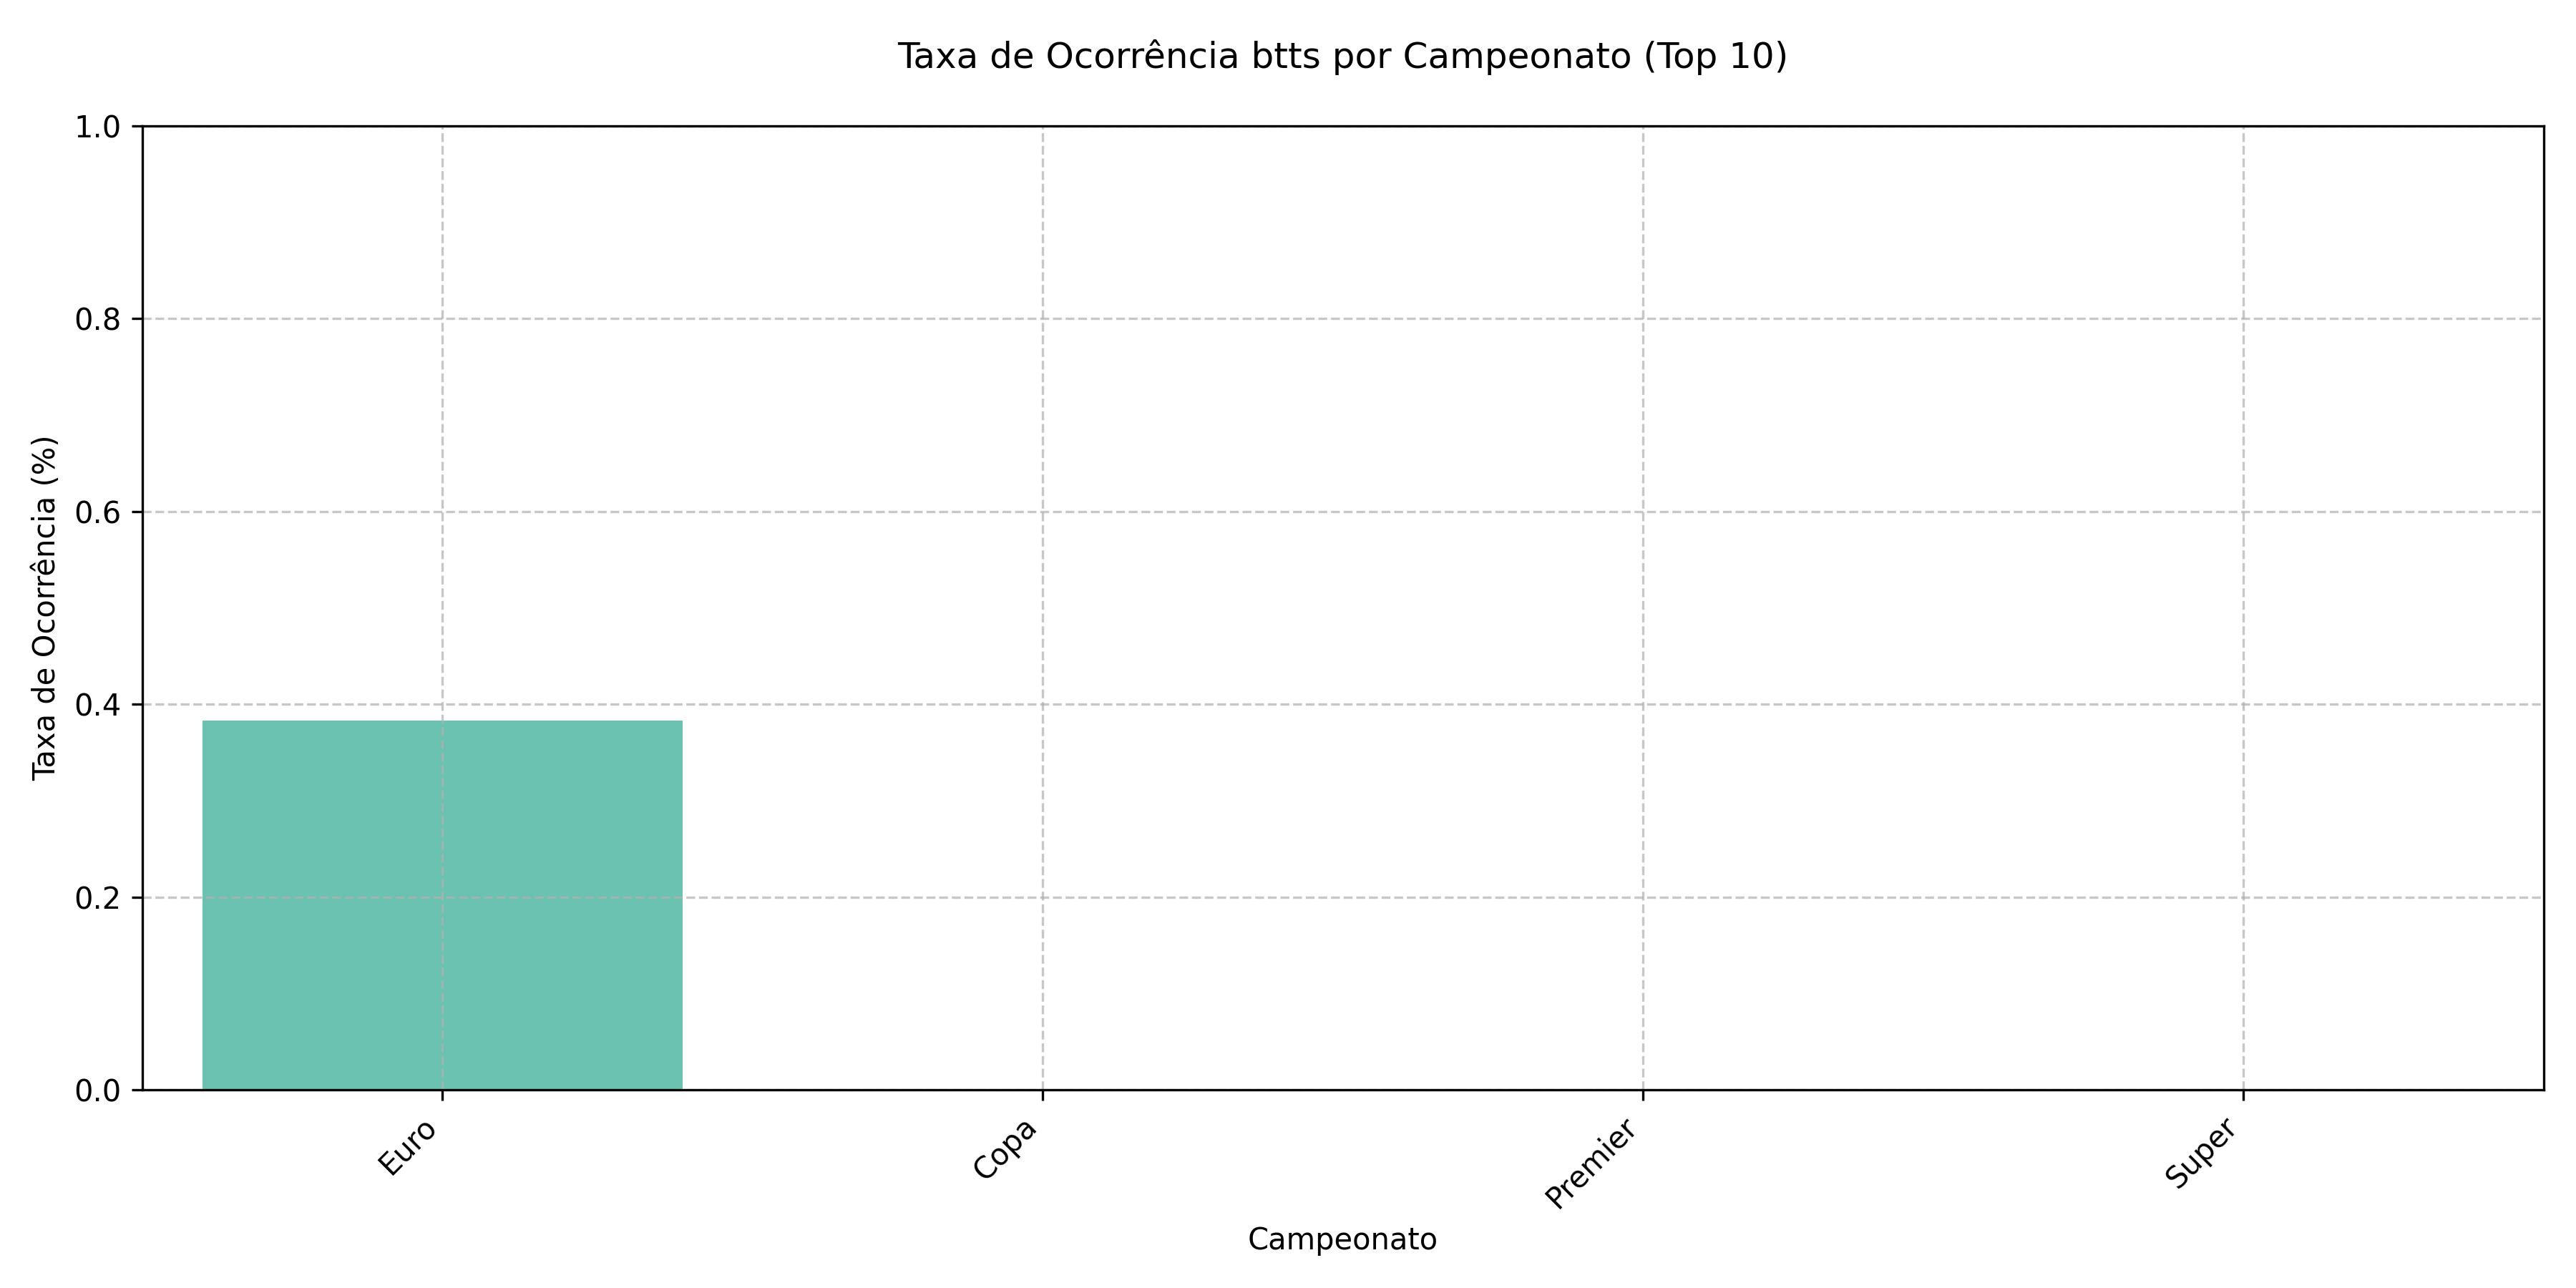 Taxa de Ocorrência btts por Campeonato (Top 10)
Taxa de Ocorrência (%)
1.0
0.8
0.6
0.4
0.2
0.0
Euro
Copa
Premier
Super
Campeonato